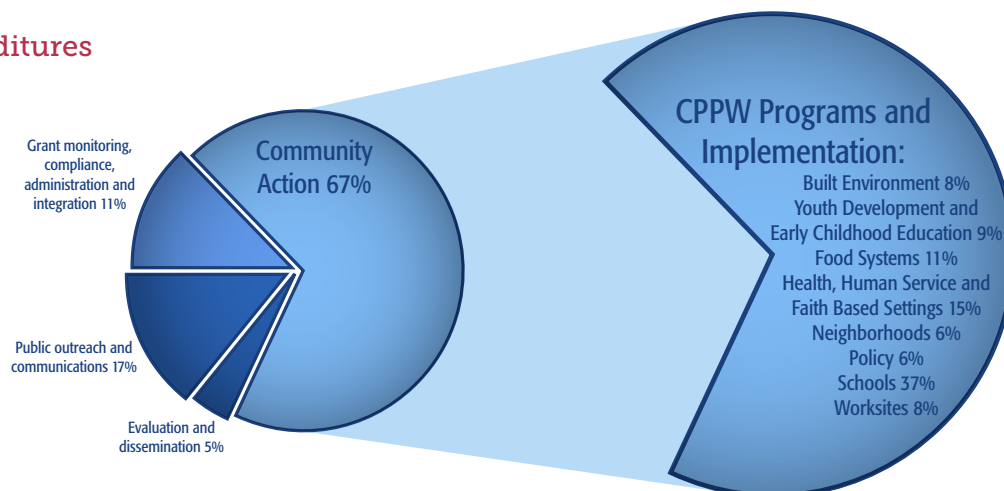 ditures
Grant monitoring,
compliance,
administration and
integration 11%
Community
Action 67%
Public outreach and
communications 17%
Evaluation and
dissemination 5%
CPPW Programs and
Implementation:
Built Environment 8%
Youth Development and
Early Childhood Education 9%
Food Systems 11%
Health, Human Service and
Faith Based Settings 15%
Neighborhoods 6%
Policy 6%
Schools 37%
Worksites 8%